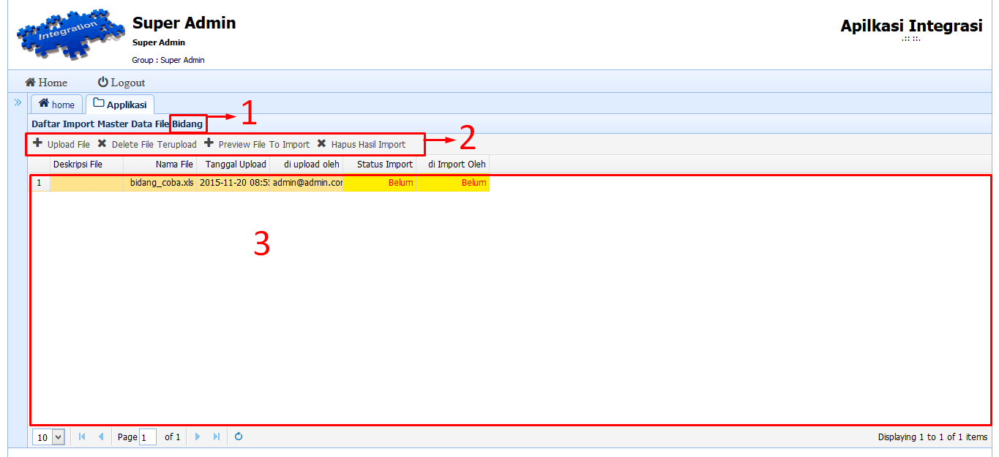 Integration
Super Admin
Super Admin
Group : Super Admin
Apilkasi Integrasi
.:: ::.
Home Logout
home Applikasi
1
Daftar Import Master Data File Bidang
2
Upload File Delete File Terupload Preview File To Import Hapus Hasil Import
Deskripsi File Nama File Tanggal Upload di upload oleh Status Import di Import Oleh
1 bidang_coba.xls 2015-11-20 08:5 admin@admin.cor Belum Belum
3
10 Page 1 of 1 Displaying 1 to 1 of 1 items